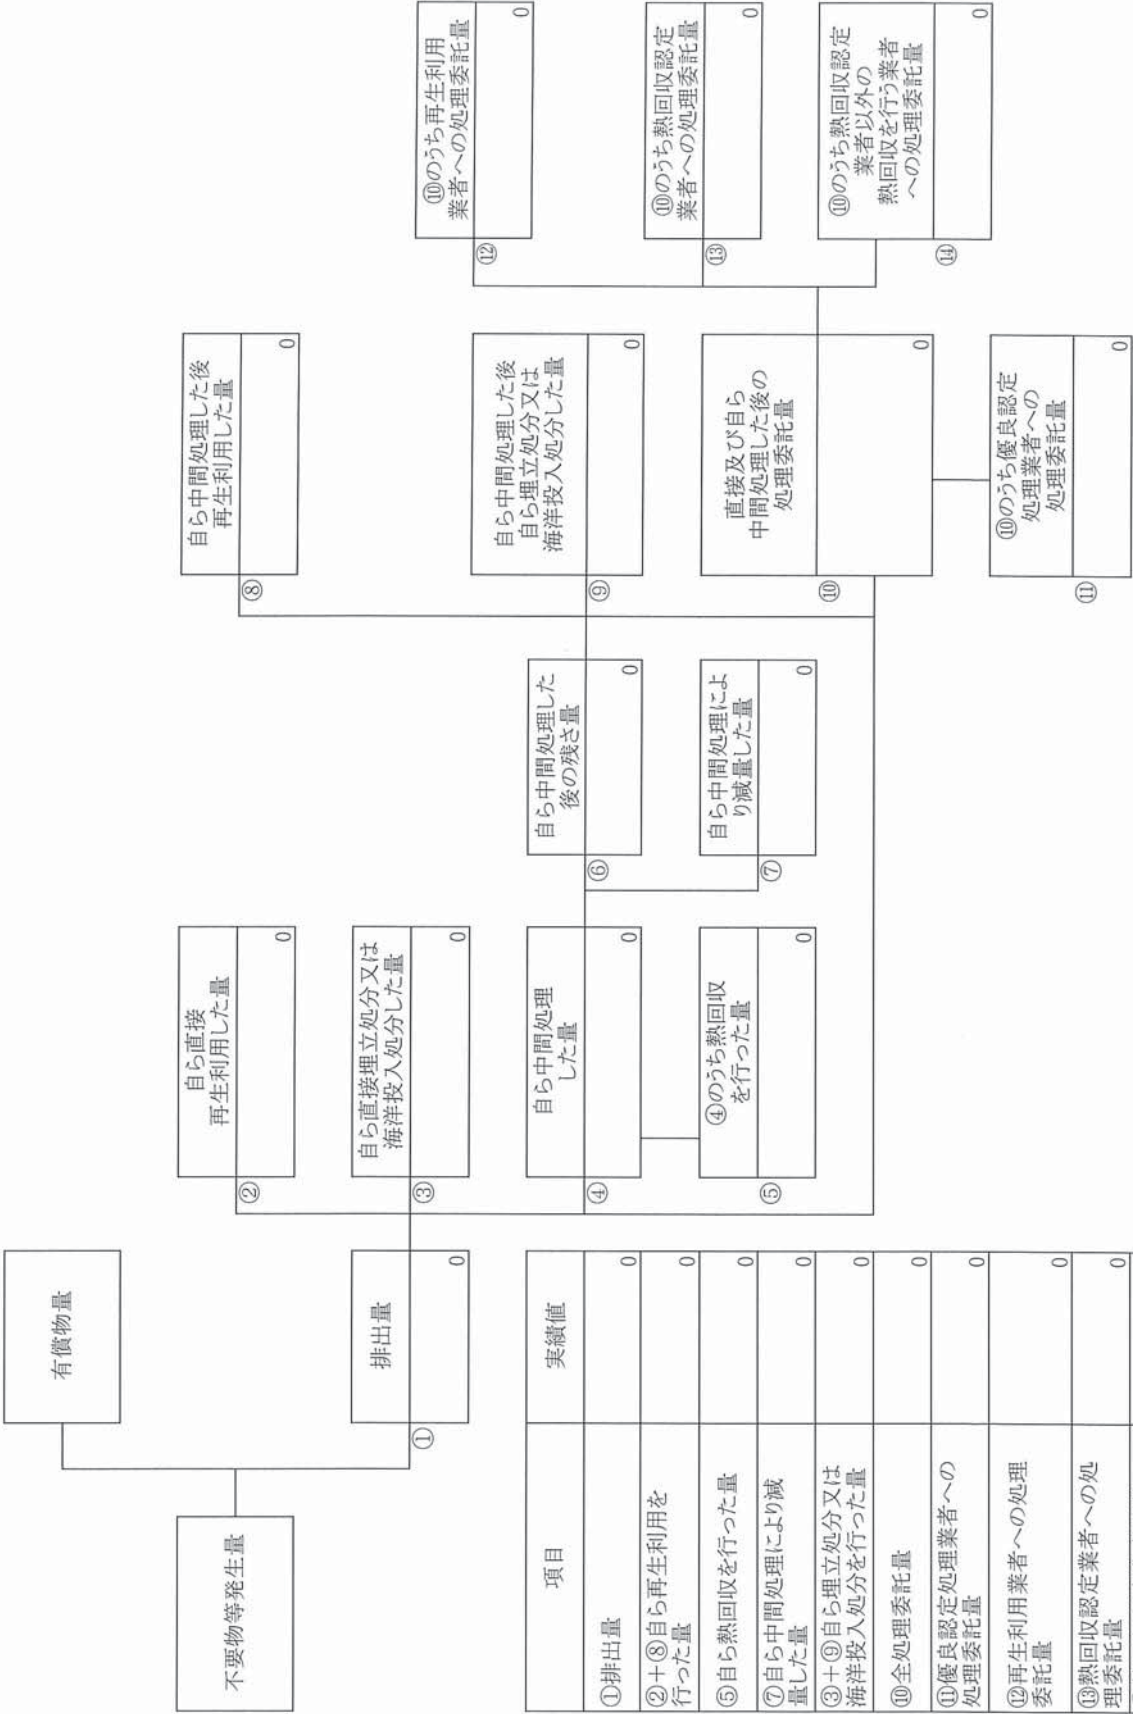 不要物等発生量
有償物量
①
排出量
0
②
自ら直接
再生利用した量
0
③
自ら直接埋立処分又は
海洋投入処分した量
0
④
自ら中間処理
した量
0
⑤
④のうち熱回収
を行った量
0
⑥
自ら中間処理した
後の残さ量
0
⑦
自ら中間処理によ
り減量した量
0
⑧
自ら中間処理した後
再生利用した量
0
⑨
自ら中間処理した後
自ら埋立処分又は
海洋投入処分した量
0
⑩
直接及び自ら
中間処理した後の
処理委託量
0
⑪
⑩のうち優良認定
処理業者への
処理委託量
0
⑫
⑩のうち再生利用
業者への処理委託量
0
⑬
⑩のうち熱回収認定
業者への処理委託量
0
⑭
⑩のうち熱回収認定
業者以外の
熱回収を行う業者
への処理委託量
0
項目 実績値
①排出量 0
②+⑧自ら再生利用を
行った量 0
⑤自ら熱回収を行った量 0
⑦自ら中間処理により減
量した量 0
③+⑨自ら埋立処分又は
海洋投入処分を行った量 0
⑩全処理委託量 0
⑪優良認定処理業者への
処理委託量 0
⑫再生利用業者への処理
委託量 0
⑬熱回収認定業者への処
理委託量 0